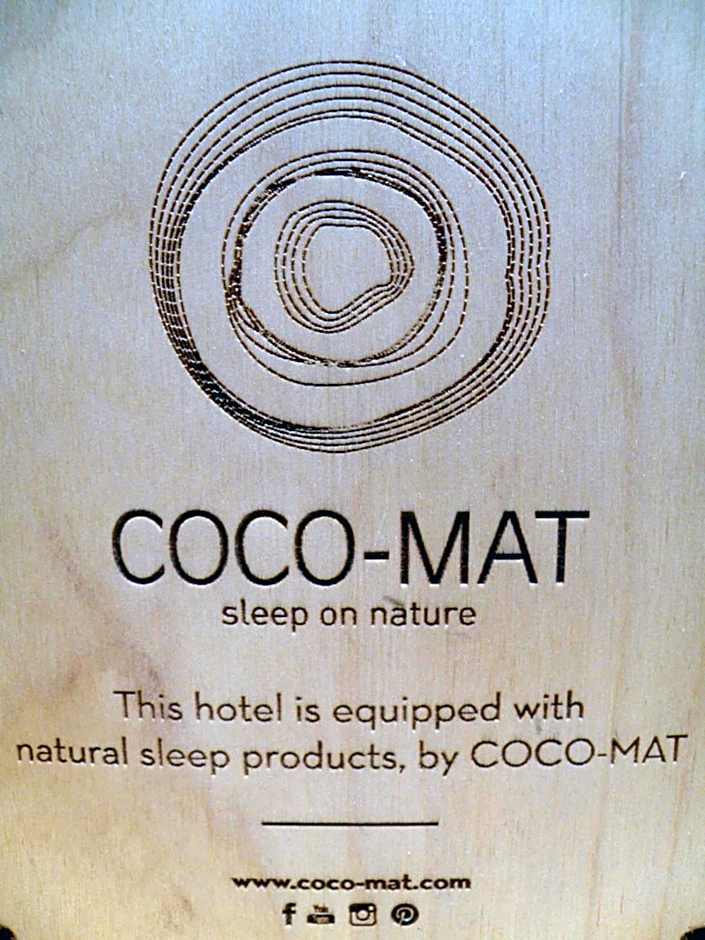 COCO-MAT
sleep on nature
This hotel is equipped with
natural sleep products, by COCO-MAT
www.coco-mat.com